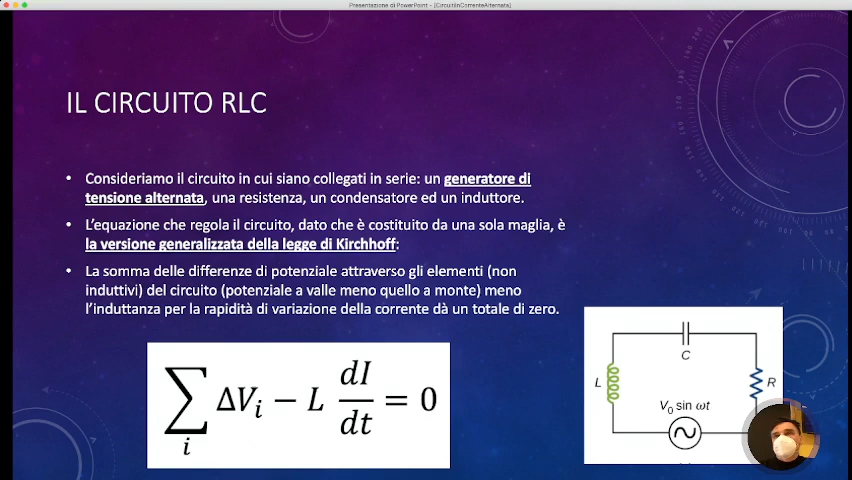 Presentazione di PowerPoint - [CircuitiInCorrenteAlternata]
IL CIRCUITO RLC
• Consideriamo il circuito in cui siano collegati in serie: un generatore di
tensione alternata, una resistenza, un condensatore ed un induttore.
• L'equazione che regola il circuito, dato che è costituito da una sola maglia, è
la versione generalizzata della legge di Kirchhoff:
• La somma delle differenze di potenziale attraverso gli elementi (non
induttivi) del circuito (potenziale a valle meno quello a monte) meno
l'induttanza per la rapidità di variazione della corrente dà un totale di zero.
∑_i ΔV_i − L dI/dt = 0
C
L
R
V₀ sin ωt